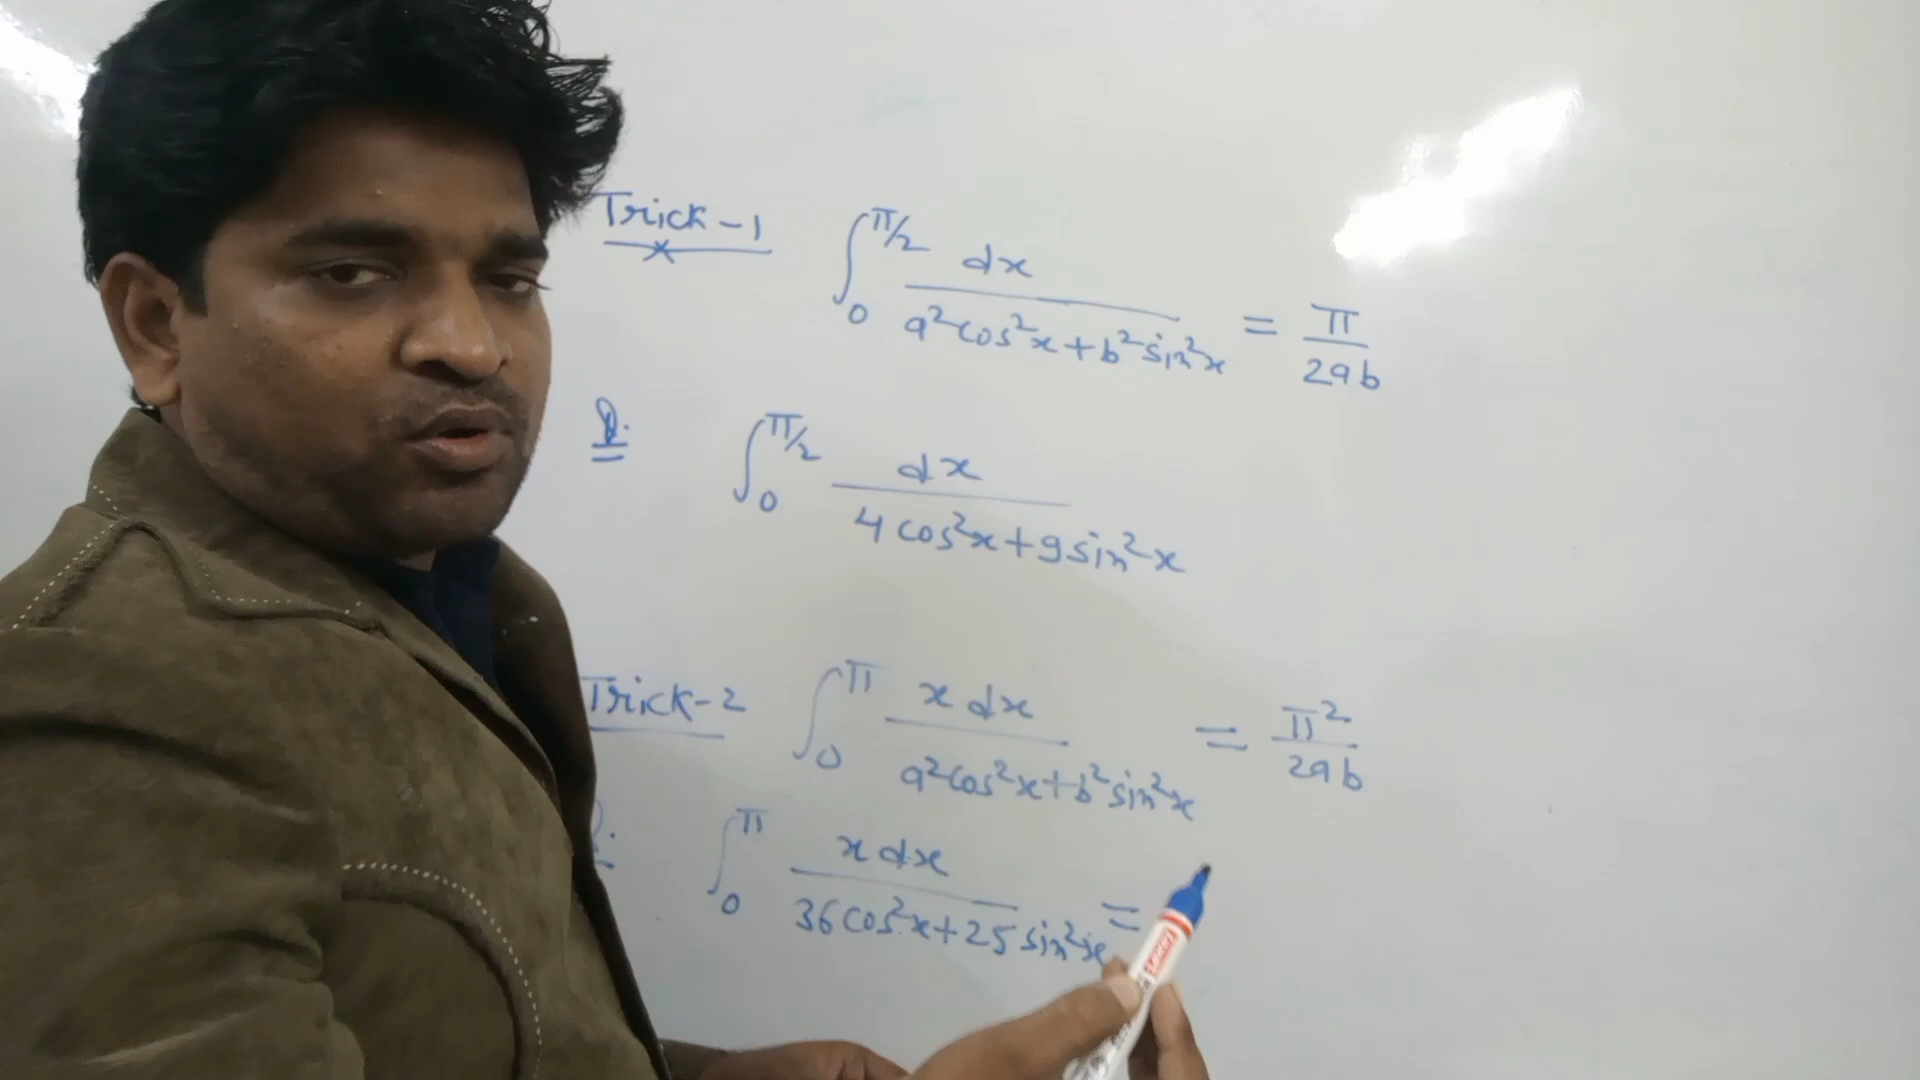 Trick-1 ∫₀^π/2 dx / (a²cos²x + b²sin²x) = π / 2ab
Q. ∫₀^π/2 dx / (4cos²x + 9sin²x)
Trick-2 ∫₀^π x dx / (a²cos²x + b²sin²x) = π² / 2ab
∫₀^π x dx / (36cos²x + 25sin²x) =